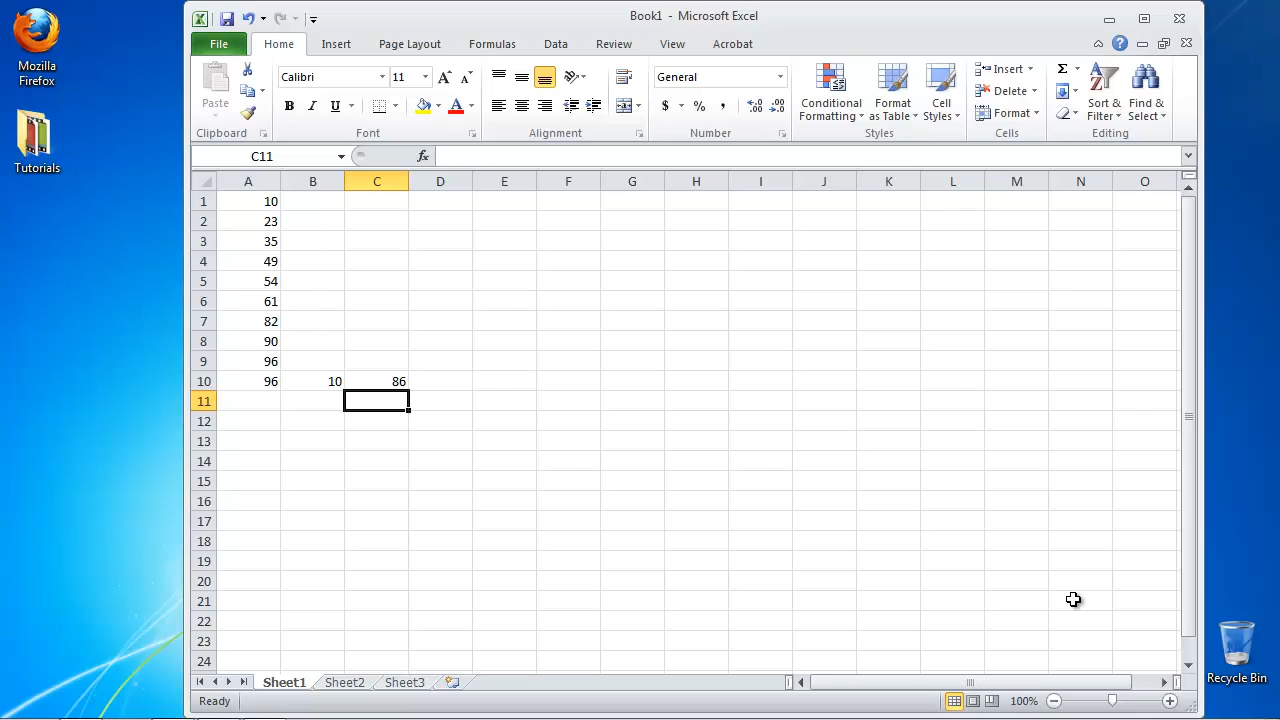 Mozilla
Firefox
Tutorials
Book1 - Microsoft Excel
File Home Insert Page Layout Formulas Data Review View Acrobat
Paste
Clipboard
Calibri 11
B I U A
Font
Alignment
General
$ % ,
Number
Conditional Formatting
Format as Table
Cell Styles
Styles
Insert
Delete
Format
Cells
Σ
Sort & Filter
Find & Select
Editing
C11 fx
A B C D E F G H I J K L M N O
1 10
2 23
3 35
4 49
5 54
6 61
7 82
8 90
9 96
10 96 10 86
11
12
13
14
15
16
17
18
19
20
21
22
23
24
Sheet1 Sheet2 Sheet3
Ready 100%
Recycle Bin